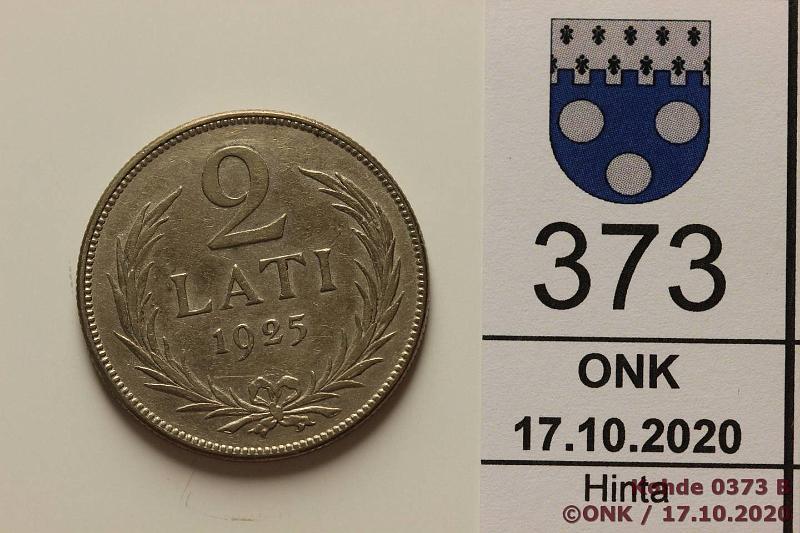 2
LATI
1925
373
ONK
17.10.2020
Hinta
Kohde 0373 B
©ONK / 17.10.2020